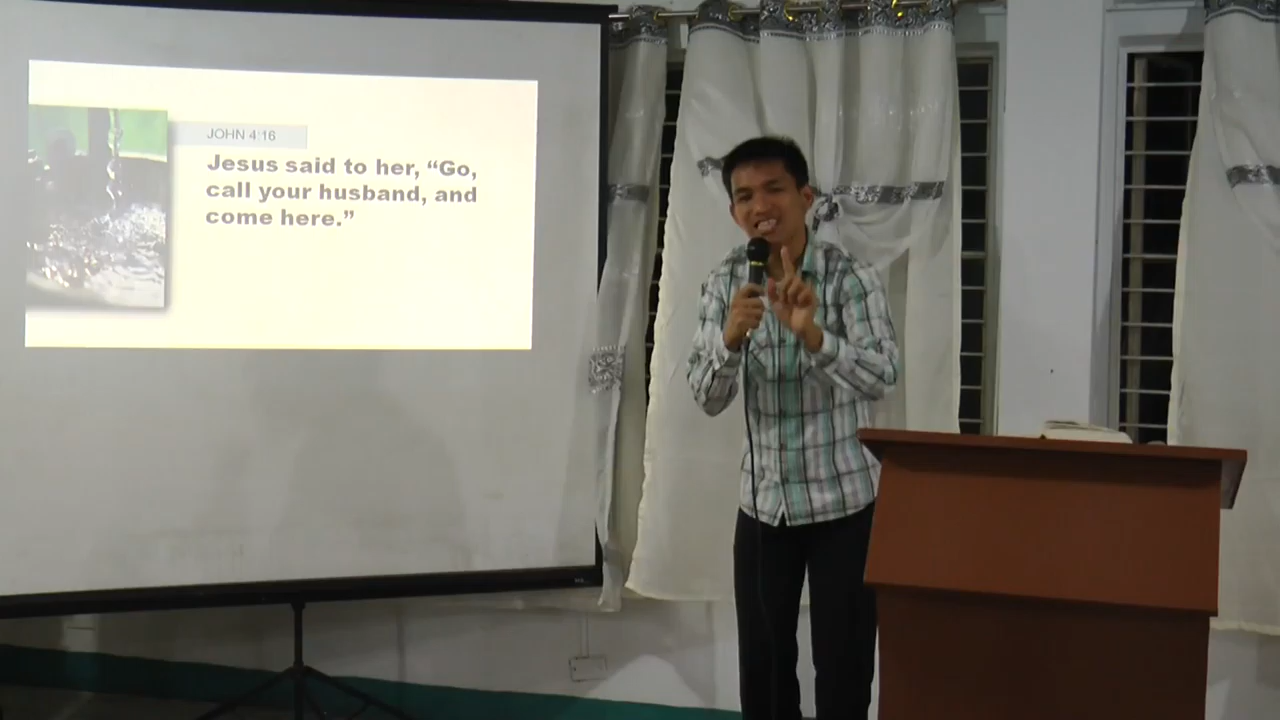 JOHN 4:16
Jesus said to her, “Go,
call your husband, and
come here.”